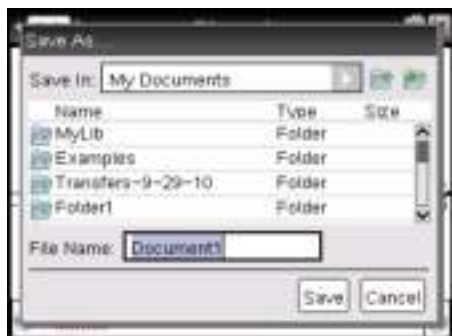 Save As...
Save In: My Documents
Name Type Size
MyLib Folder
Examples Folder
Transfers-9-29-10 Folder
Folder1 Folder
File Name: Document1
Save Cancel